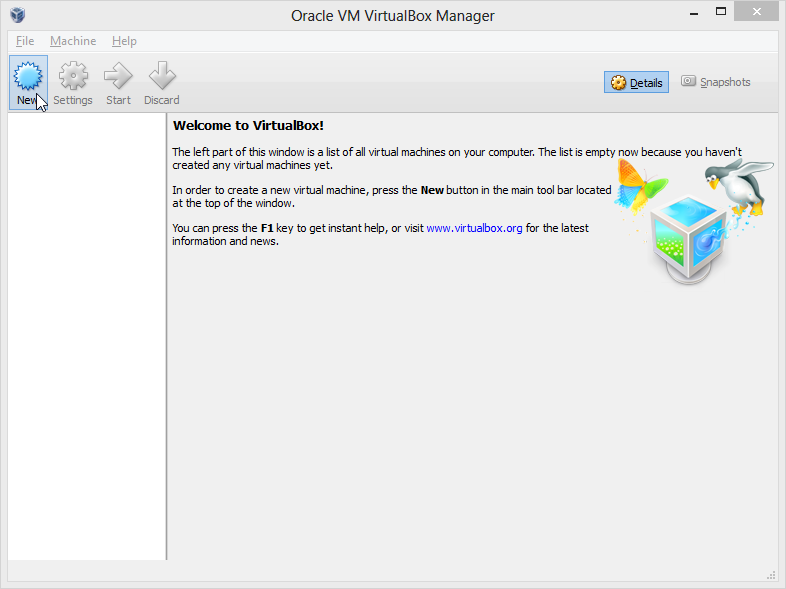 Oracle VM VirtualBox Manager
File Machine Help
New Settings Start Discard Details Snapshots
Welcome to VirtualBox!
The left part of this window is a list of all virtual machines on your computer. The list is empty now because you haven't
created any virtual machines yet.
In order to create a new virtual machine, press the New button in the main tool bar located
at the top of the window.
You can press the F1 key to get instant help, or visit www.virtualbox.org for the latest
information and news.